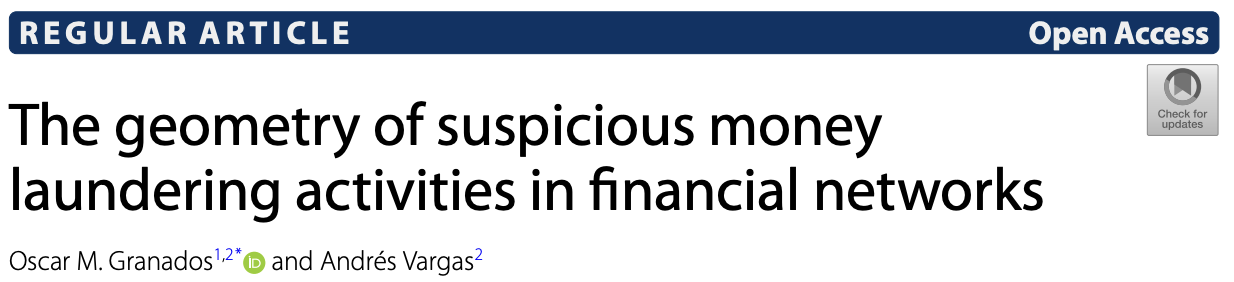 REGULAR ARTICLE
Open Access
Check for
updates
The geometry of suspicious money
laundering activities in financial networks
Oscar M. Granados1,2* iD and Andrés Vargas2